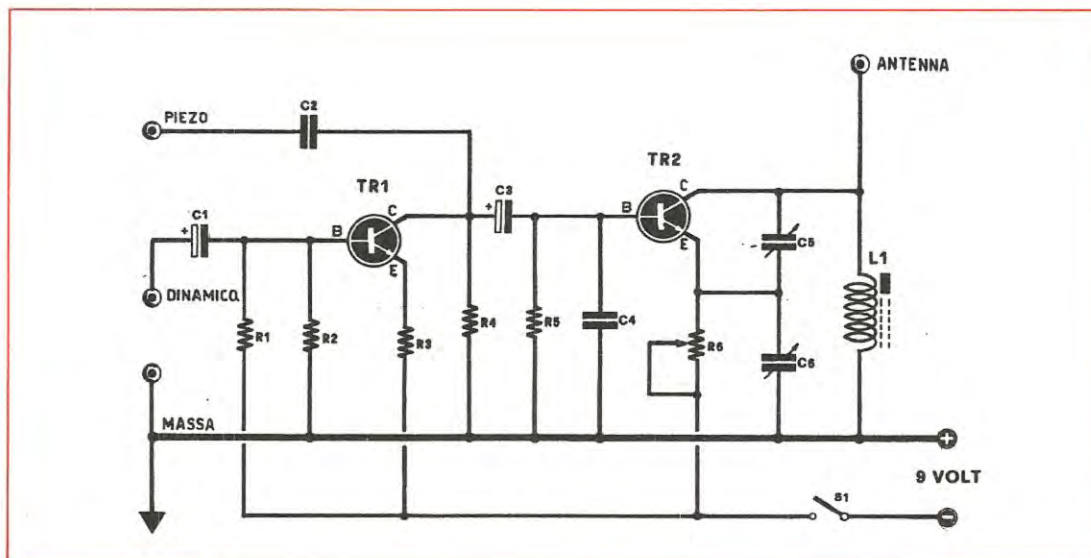 ANTENNA
C2
PIEZO
TR2
TR1
C3
C
C
C1
+
+
B
B
C5
E
E
L1
DINAMICO
R1
R2
R3
R4
R5
C4
R6
C6
MASSA
+
9 VOLT
S1
-